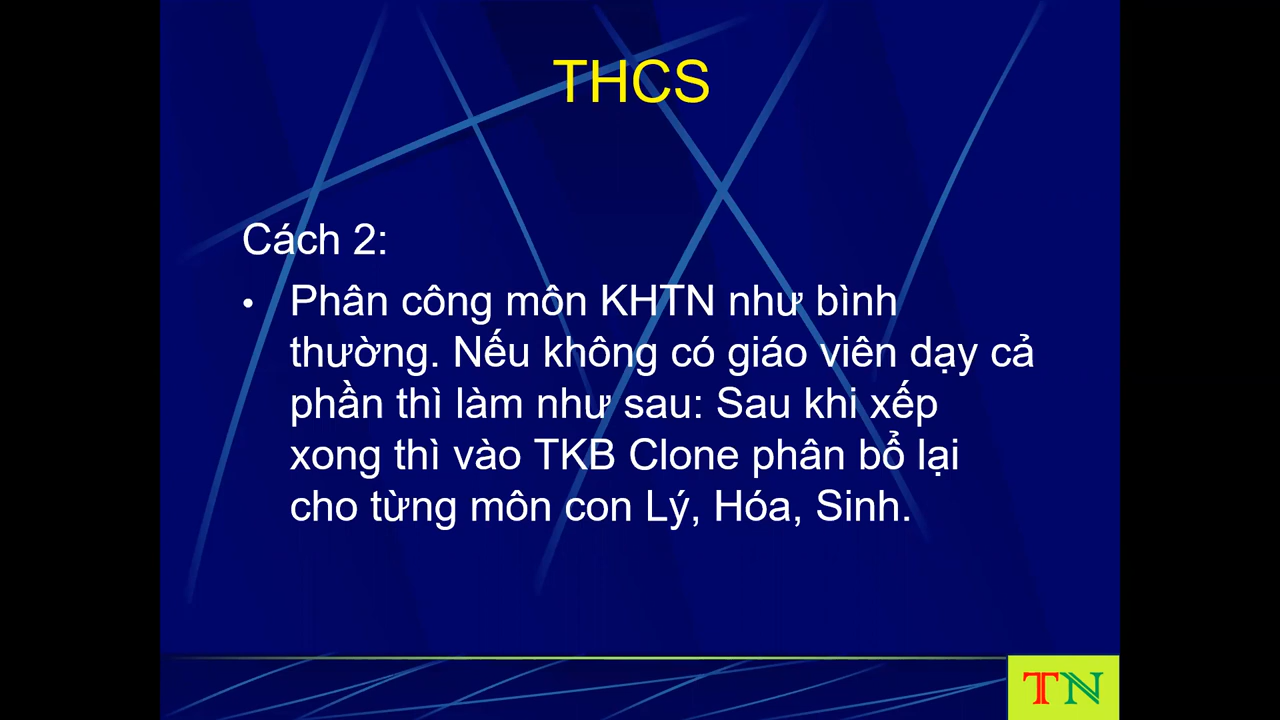 THCS
Cách 2:
• Phân công môn KHTN như bình
thường. Nếu không có giáo viên dạy cả
phần thì làm như sau: Sau khi xếp
xong thì vào TKB Clone phân bổ lại
cho từng môn con Lý, Hóa, Sinh.
TN